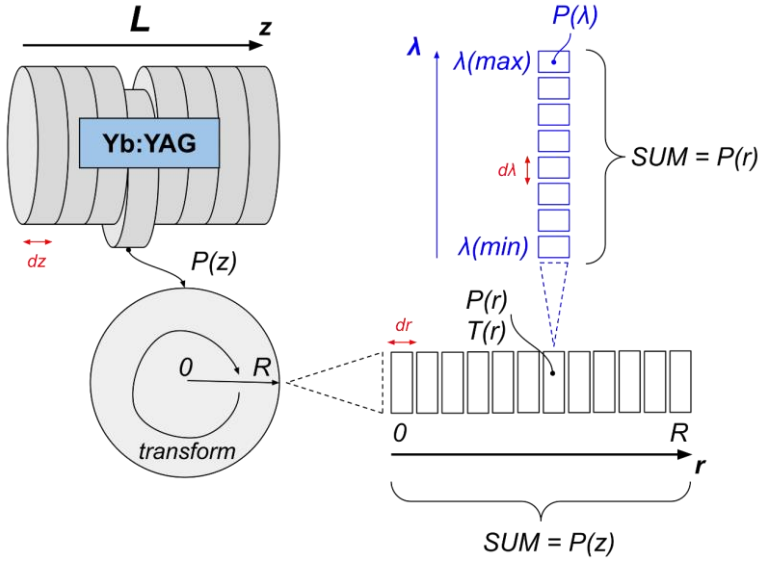 L
z
Yb:YAG
dz
P(z)
0
R
transform
P(λ)
λ
λ(max)
dλ
λ(min)
SUM = P(r)
P(r)
T(r)
dr
0
R
r
SUM = P(z)